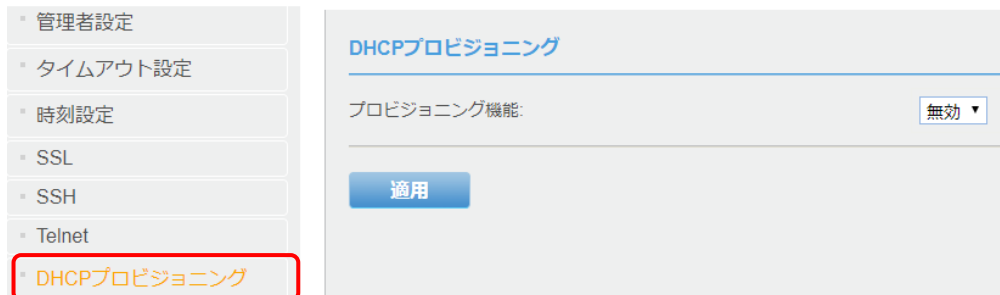 管理者設定
タイムアウト設定
時刻設定
SSL
SSH
Telnet
DHCPプロビジョニング
DHCPプロビジョニング
プロビジョニング機能:
無効
適用